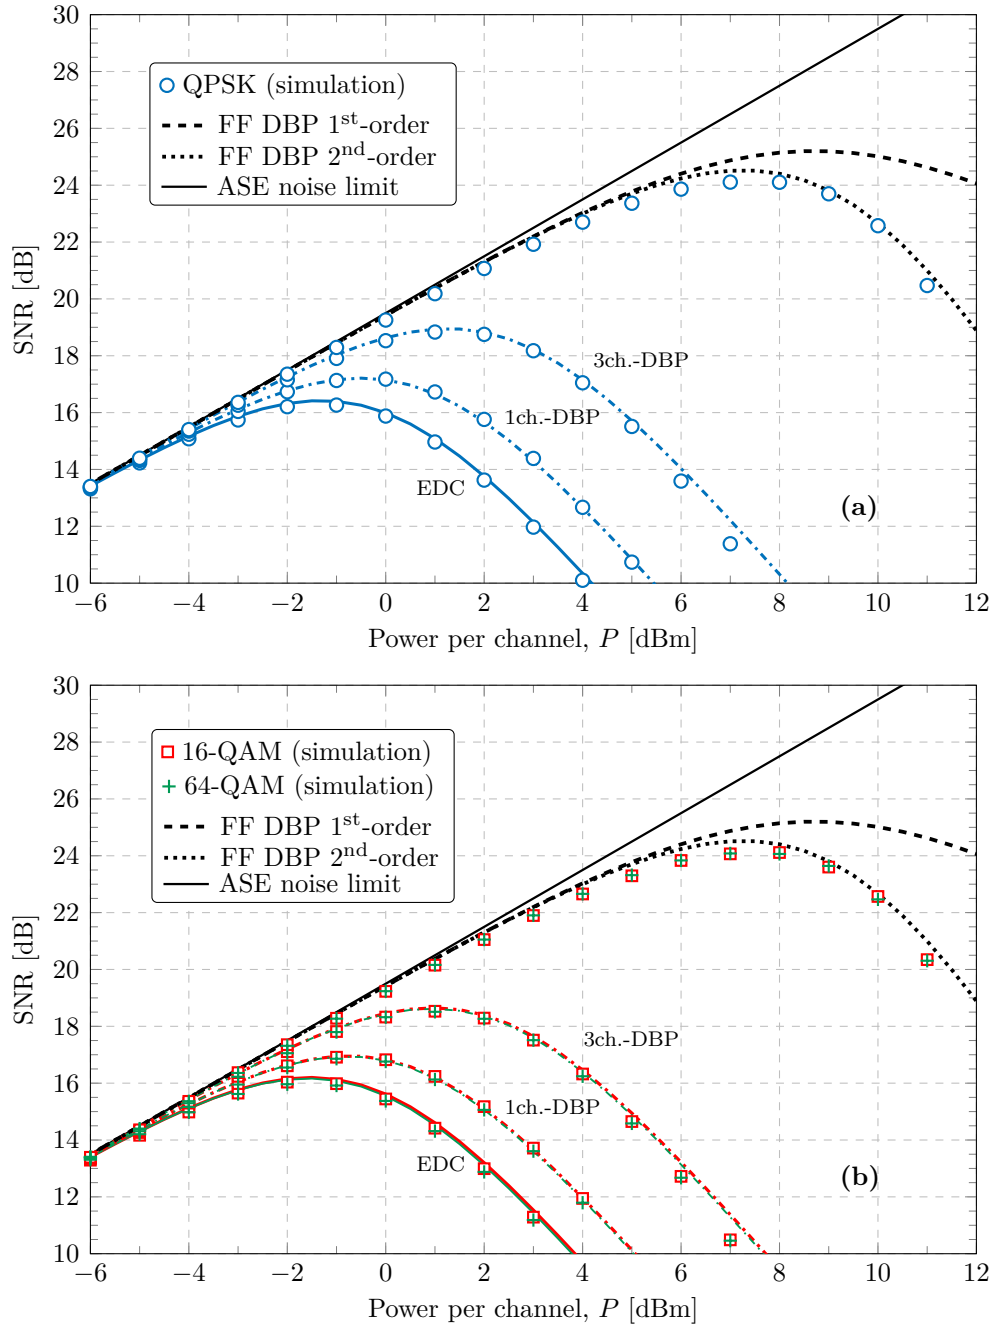 30
28
26
24
22
20
18
16
14
12
10
SNR [dB]
QPSK (simulation)
FF DBP 1st-order
FF DBP 2nd-order
ASE noise limit
3ch.-DBP
1ch.-DBP
EDC
(a)
−6 −4 −2 0 2 4 6 8 10 12
Power per channel, P [dBm]
30
28
26
24
22
20
18
16
14
12
10
SNR [dB]
16-QAM (simulation)
64-QAM (simulation)
FF DBP 1st-order
FF DBP 2nd-order
ASE noise limit
3ch.-DBP
1ch.-DBP
EDC
(b)
−6 −4 −2 0 2 4 6 8 10 12
Power per channel, P [dBm]